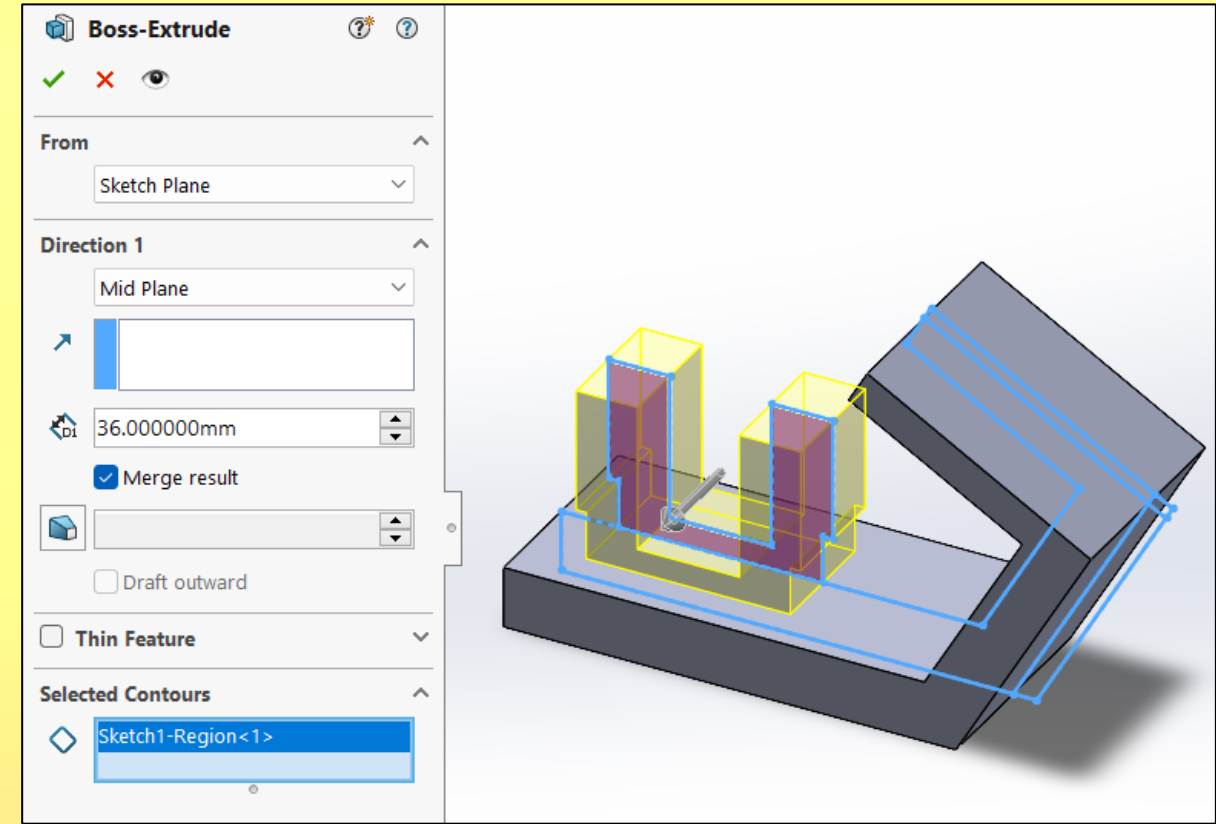 Boss-Extrude
From
Sketch Plane
Direction 1
Mid Plane
D1
36.000000mm
Merge result
Draft outward
Thin Feature
Selected Contours
Sketch1-Region<1>